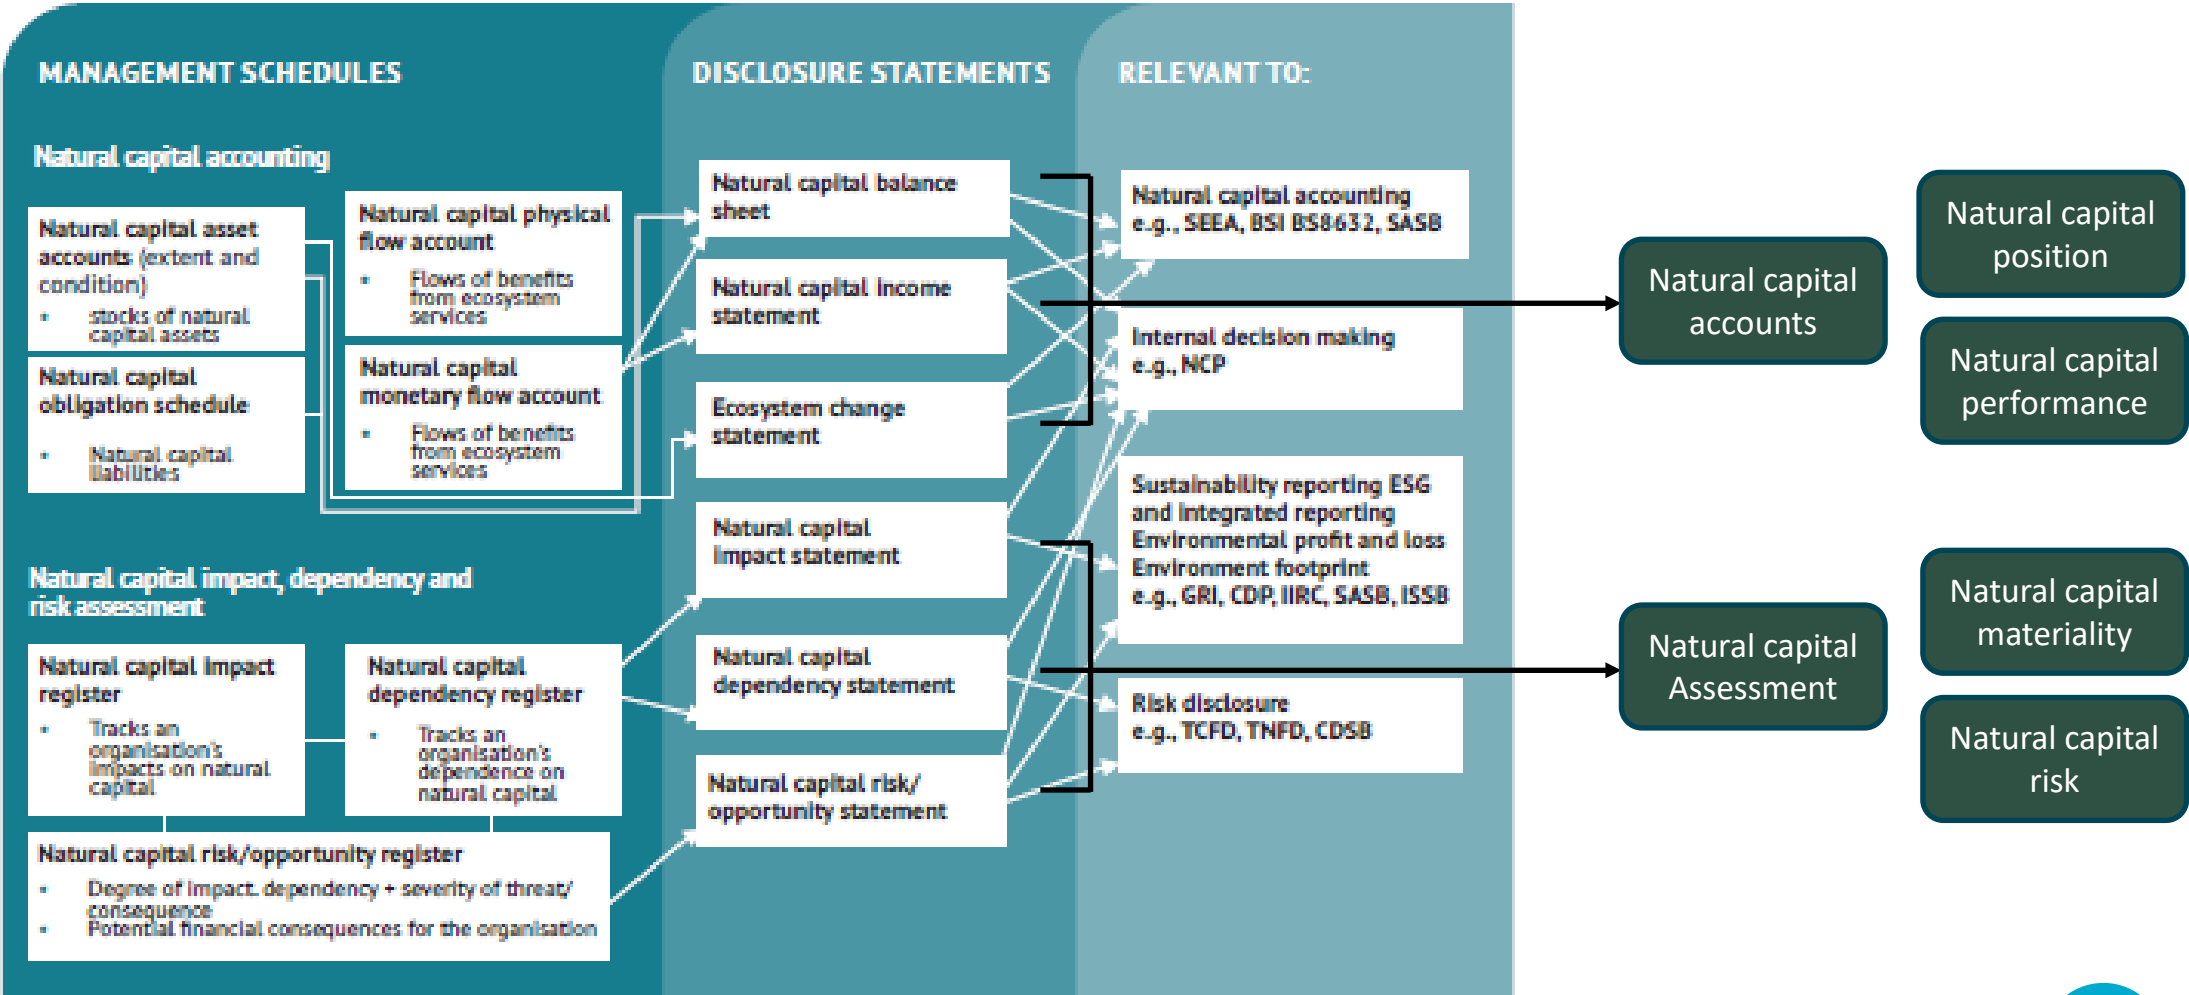 MANAGEMENT SCHEDULES
Natural capital accounting
Natural capital asset
accounts (extent and
condition)
• stocks of natural
capital assets
Natural capital
obligation schedule
• Natural capital
liabilities
Natural capital physical
flow account
• Flows of benefits
from ecosystem
services
Natural capital
monetary flow account
• Flows of benefits
from ecosystem
services
Natural capital impact, dependency and
risk assessment
Natural capital impact
register
• Tracks an
organisation's
impacts on natural
capital
Natural capital
dependency register
• Tracks an
organisation's
dependence on
natural capital
Natural capital risk/opportunity register
• Degree of impact. dependency + severity of threat/
consequence
• Potential financial consequences for the organisation
DISCLOSURE STATEMENTS
Natural capital balance
sheet
Natural capital income
statement
Ecosystem change
statement
Natural capital
impact statement
Natural capital
dependency statement
Natural capital risk/
opportunity statement
RELEVANT TO:
Natural capital accounting
e.g., SEEA, BSI BS8632, SASB
Internal decision making
e.g., NCP
Sustainability reporting ESG
and integrated reporting
Environmental profit and loss
Environment footprint
e.g., GRI, CDP, IIRC, SASB, ISSB
Risk disclosure
e.g., TCFD, TNFD, CDSB
Natural capital
accounts
Natural capital
position
Natural capital
performance
Natural capital
Assessment
Natural capital
materiality
Natural capital
risk